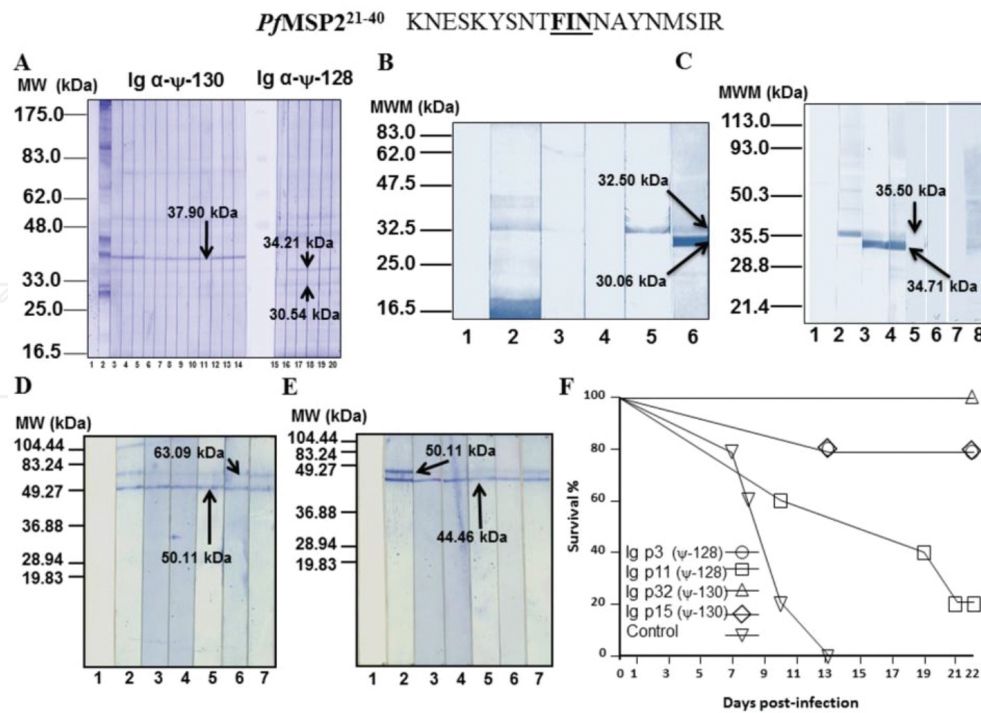 PfMSP2²¹⁻⁴⁰ KNESKYSNTFINNAYNMSIR
A
MW (kDa)
Ig α-ψ-130
Ig α-ψ-128
175.0
83.0
62.0
48.0
33.0
25.0
16.5
37.90 kDa
34.21 kDa
30.54 kDa
1 2 3 4 5 6 7 8 9 10 11 12 13 14 15 16 17 18 19 20
B
MWM (kDa)
83.0
62.0
47.5
32.5
25.0
16.5
32.50 kDa
30.06 kDa
1 2 3 4 5 6
C
MWM (kDa)
113.0
93.0
50.3
35.5
28.8
21.4
35.50 kDa
34.71 kDa
1 2 3 4 5 6 7 8
D
MW (kDa)
104.44
83.24
49.27
36.88
28.94
19.83
63.09 kDa
50.11 kDa
1 2 3 4 5 6 7
E
MW (kDa)
104.44
83.24
49.27
36.88
28.94
19.83
50.11 kDa
44.46 kDa
1 2 3 4 5 6 7
F
Survival %
100
80
60
40
20
0
Ig p3 (ψ-128)
Ig p11 (ψ-128)
Ig p32 (ψ-130)
Ig p15 (ψ-130)
Control
0 1 3 5 7 9 11 13 15 17 19 21 22
Days post-infection